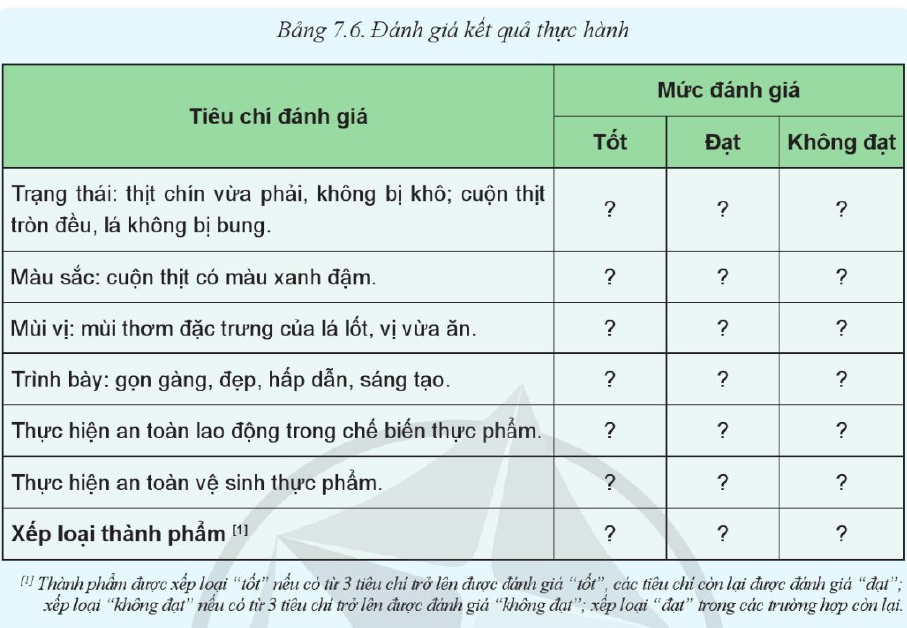 Bảng 7.6. Đánh giá kết quả thực hành
Tiêu chí đánh giá
Mức đánh giá
Tốt
Đạt
Không đạt
Trạng thái: thịt chín vừa phải, không bị khô; cuộn thịt
tròn đều, lá không bị bung.
? ? ?
Màu sắc: cuộn thịt có màu xanh đậm.
? ? ?
Mùi vị: mùi thơm đặc trưng của lá lốt, vị vừa ăn.
? ? ?
Trình bày: gọn gàng, đẹp, hấp dẫn, sáng tạo.
? ? ?
Thực hiện an toàn lao động trong chế biến thực phẩm.
? ? ?
Thực hiện an toàn vệ sinh thực phẩm.
? ? ?
Xếp loại thành phẩm [1]
? ? ?
[1] Thành phẩm được xếp loại “tốt” nếu có từ 3 tiêu chí trở lên được đánh giá “tốt”, các tiêu chí còn lại được đánh giá “đạt”;
xếp loại “không đạt” nếu có từ 3 tiêu chí trở lên được đánh giá “không đạt”; xếp loại “đạt” trong các trường hợp còn lại.